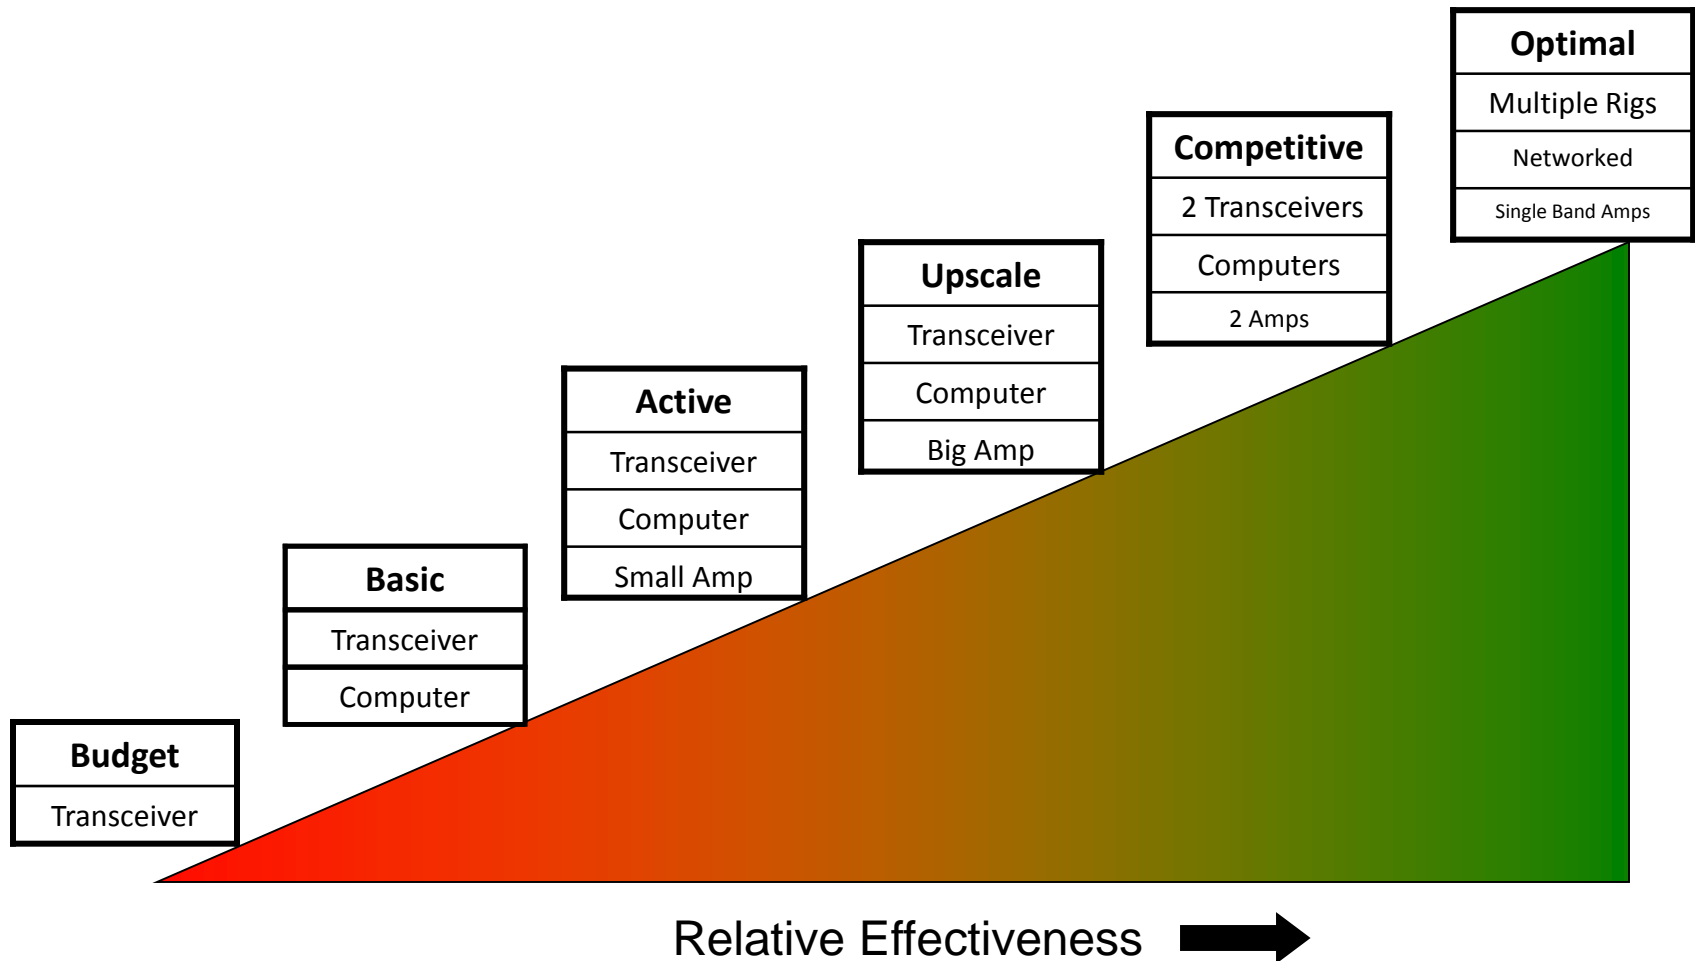 Budget
Transceiver
Basic
Transceiver
Computer
Active
Transceiver
Computer
Small Amp
Upscale
Transceiver
Computer
Big Amp
Competitive
2 Transceivers
Computers
2 Amps
Optimal
Multiple Rigs
Networked
Single Band Amps
Relative Effectiveness